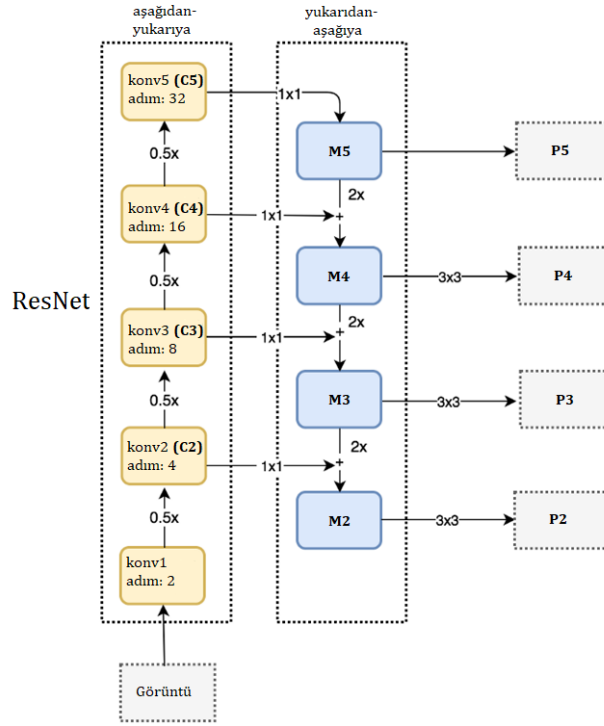 aşağıdan-
yukarıya
yukarıdan-
aşağıya
konv5 (C5)
adım: 32
1x1
M5
P5
0.5x
2x
konv4 (C4)
adım: 16
1x1
+
M4
3x3
P4
ResNet
0.5x
2x
konv3 (C3)
adım: 8
1x1
+
M3
3x3
P3
0.5x
2x
konv2 (C2)
adım: 4
1x1
+
M2
3x3
P2
0.5x
konv1
adım: 2
Görüntü